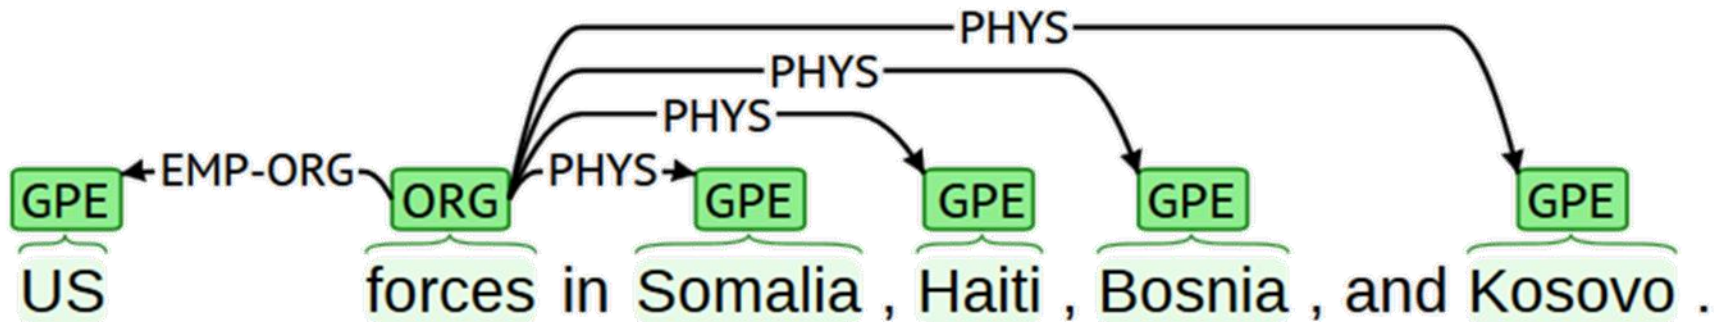 PHYS
PHYS
PHYS
EMP-ORG PHYS
GPE ORG GPE GPE GPE GPE
US forces in Somalia , Haiti , Bosnia , and Kosovo .